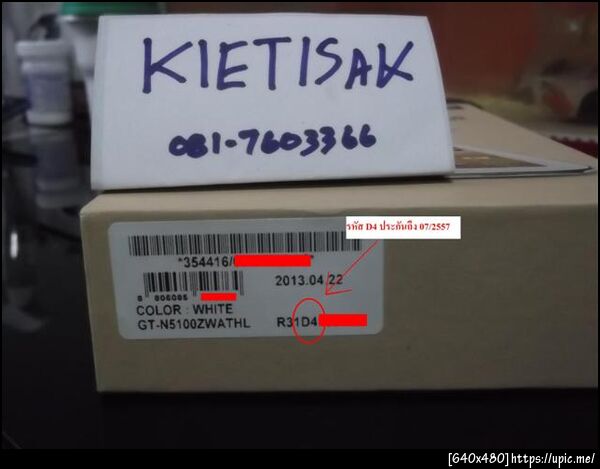 KIETISAK
081-7603366
รหัส D4 ประกันถึง 07/2557
*354416/
2013.04.22
8 806085
COLOR : WHITE
GT-N5100ZWATHL R31D4
[640x480]https://upic.me/